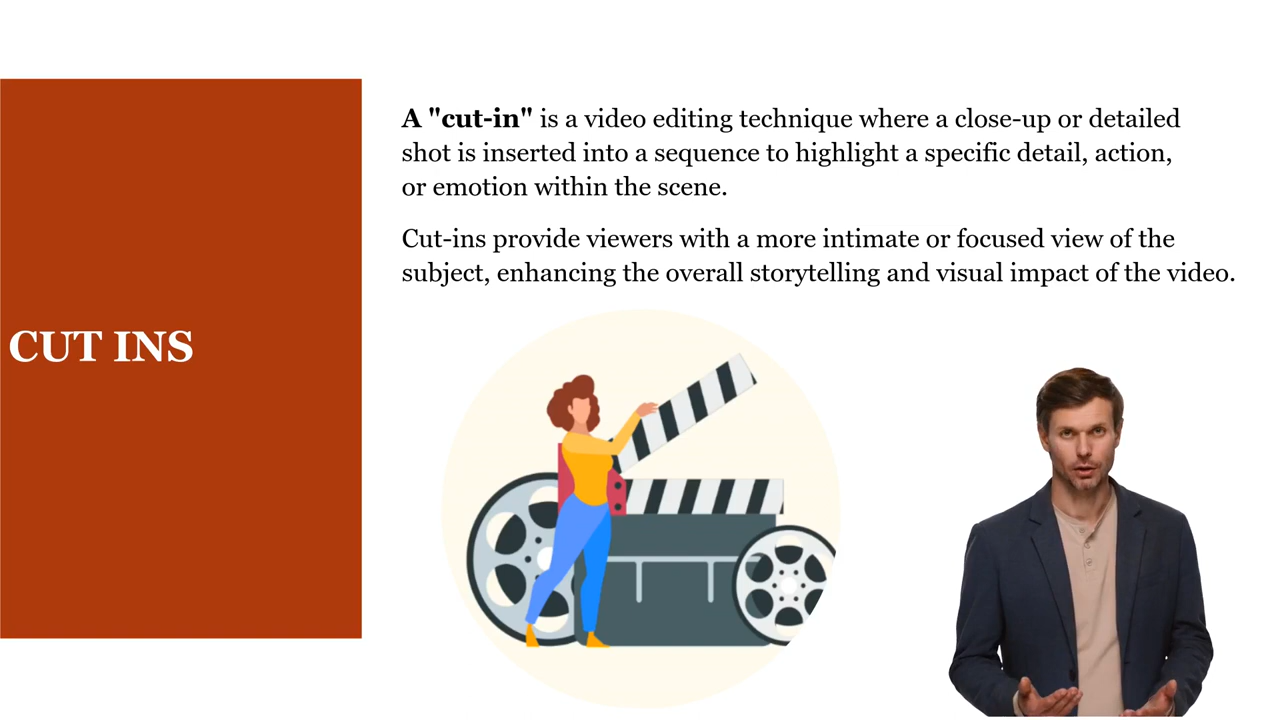 A "cut-in" is a video editing technique where a close-up or detailed
shot is inserted into a sequence to highlight a specific detail, action,
or emotion within the scene.
Cut-ins provide viewers with a more intimate or focused view of the
subject, enhancing the overall storytelling and visual impact of the video.
CUT INS